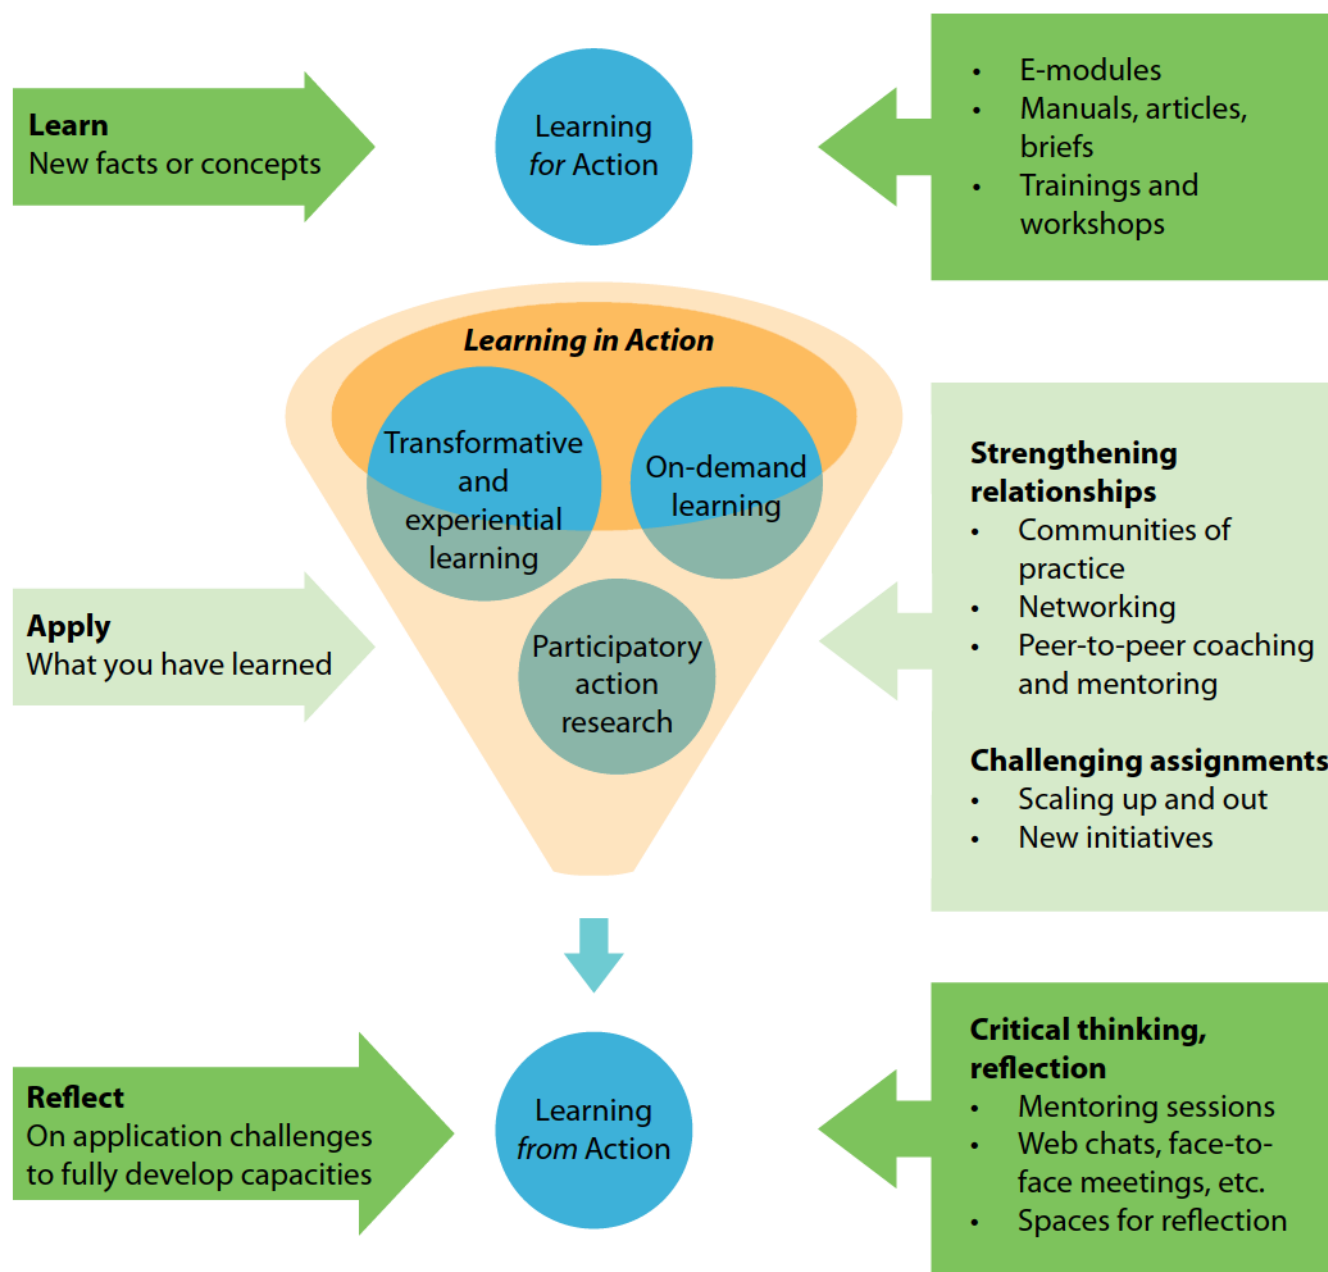 Learn
New facts or concepts
Learning
for Action
• E-modules
• Manuals, articles,
briefs
• Trainings and
workshops
Learning in Action
Transformative
and
experiential
learning
On-demand
learning
Participatory
action
research
Apply
What you have learned
Strengthening
relationships
• Communities of
practice
• Networking
• Peer-to-peer coaching
and mentoring
Challenging assignments
• Scaling up and out
• New initiatives
Reflect
On application challenges
to fully develop capacities
Learning
from Action
Critical thinking,
reflection
• Mentoring sessions
• Web chats, face-to-
face meetings, etc.
• Spaces for reflection